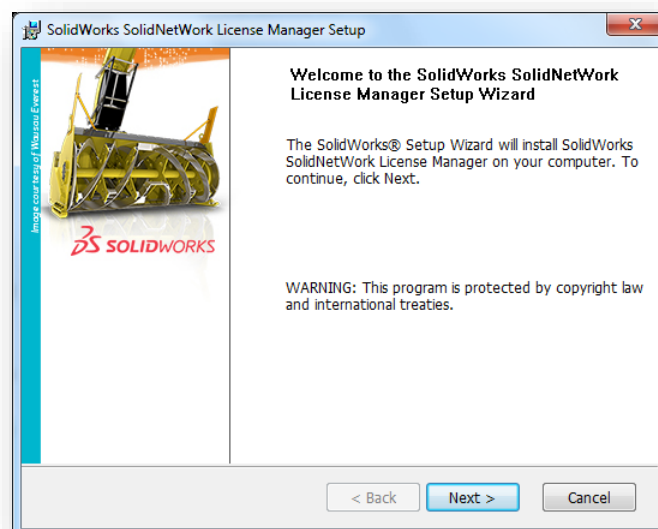 SolidWorks SolidNetWork License Manager Setup
Image courtesy of Wausau Everest
SOLIDWORKS
Welcome to the SolidWorks SolidNetWork
License Manager Setup Wizard
The SolidWorks® Setup Wizard will install SolidWorks
SolidNetWork License Manager on your computer. To
continue, click Next.
WARNING: This program is protected by copyright law
and international treaties.
< Back
Next >
Cancel